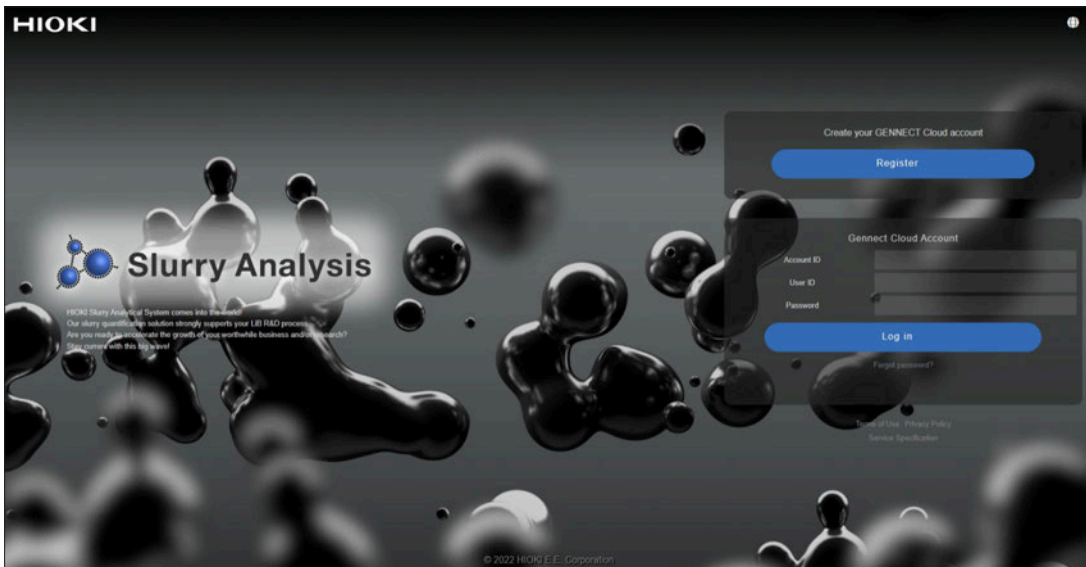 HIOKI
Create your GENNECT Cloud account
Register
Slurry Analysis
HIOKI Slurry Analytical System comes into the world!
Our slurry quantification solution strongly supports your LiB R&D process.
Are you ready to accelerate the growth of your worthwhile business and/or research?
Stay current with this big wave!
Gennect Cloud Account
Account ID
User ID
Password
Log in
Forgot password?
Terms of Use · Privacy Policy
Service Specification
© 2022 HIOKI E.E. Corporation